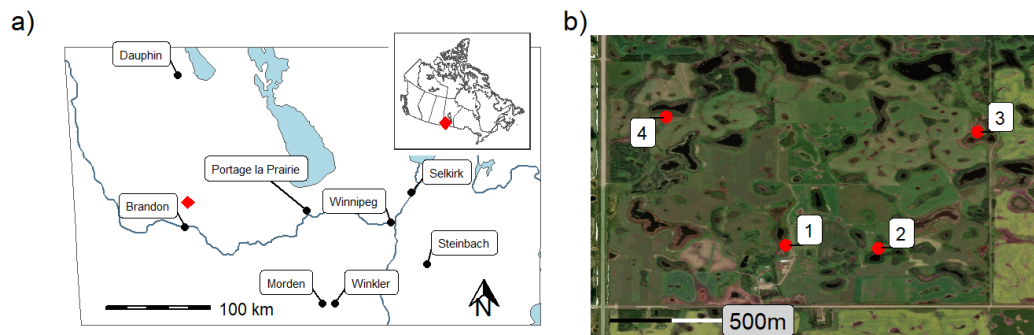 a)
Dauphin
Portage la Prairie
Selkirk
Brandon
Winnipeg
Steinbach
Morden
Winkler
100 km
N
b)
4
3
1
2
500m